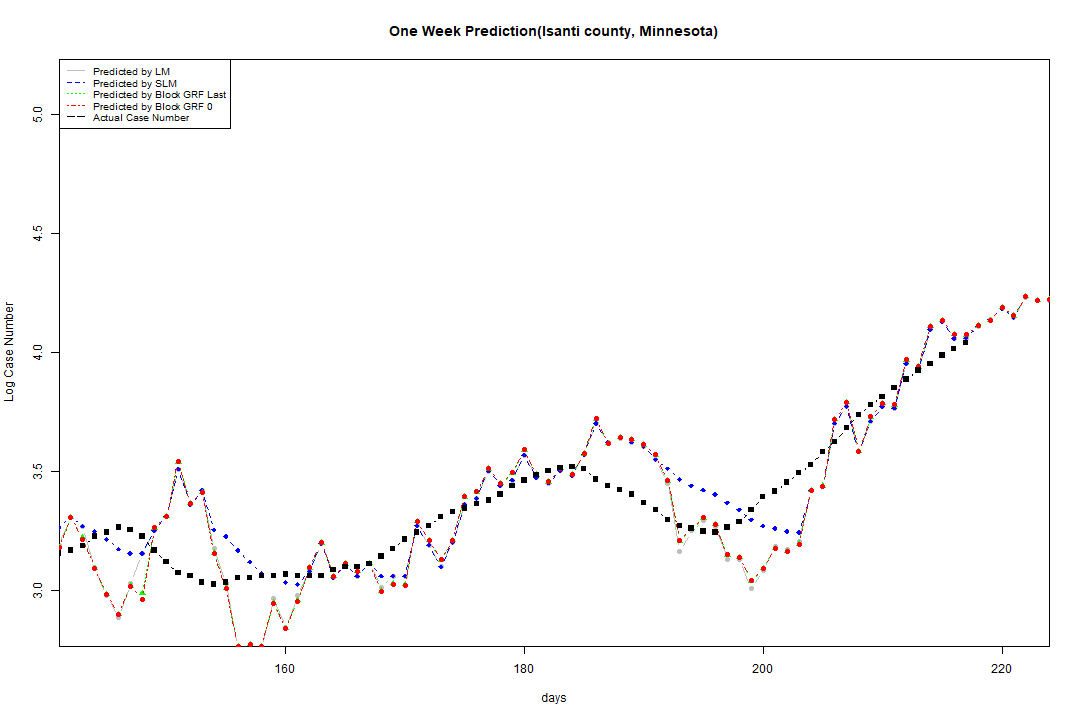 One Week Prediction(Isanti county, Minnesota)
Predicted by LM
Predicted by SLM
Predicted by Block GRF Last
Predicted by Block GRF 0
Actual Case Number
5.0
4.5
4.0
3.5
3.0
Log Case Number
160
180
200
220
days